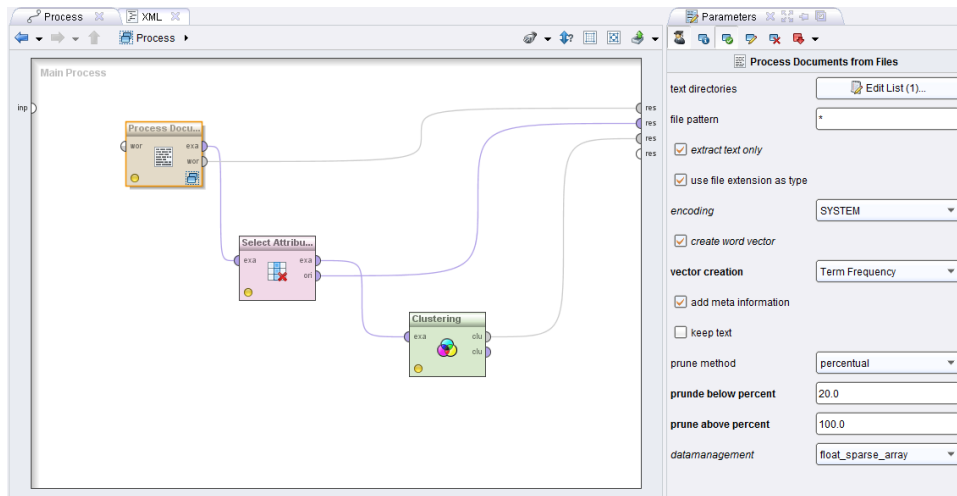 Process
XML
Process
Main Process
inp
res
res
res
res
Process Docu...
wor
exa
wor
Select Attribu...
exa
exa
ori
Clustering
exa
clu
clu
Parameters
Process Documents from Files
text directories
Edit List (1)...
file pattern
*
extract text only
use file extension as type
encoding
SYSTEM
create word vector
vector creation
Term Frequency
add meta information
keep text
prune method
percentual
prunde below percent
20.0
prune above percent
100.0
datamanagement
float_sparse_array